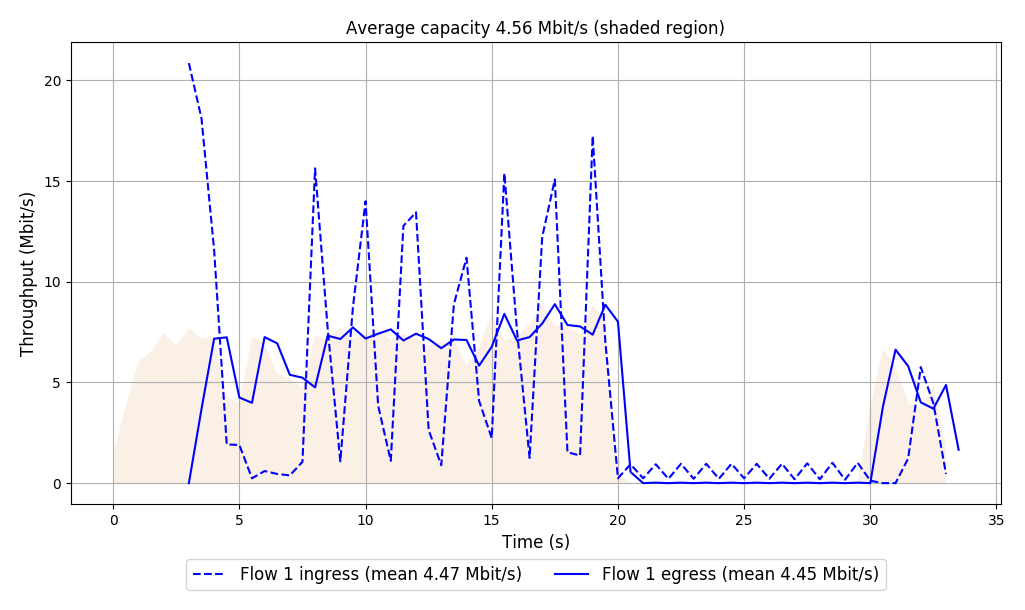 Average capacity 4.56 Mbit/s (shaded region)
Throughput (Mbit/s)
20
15
10
5
0
0 5 10 15 20 25 30 35
Time (s)
Flow 1 ingress (mean 4.47 Mbit/s) Flow 1 egress (mean 4.45 Mbit/s)